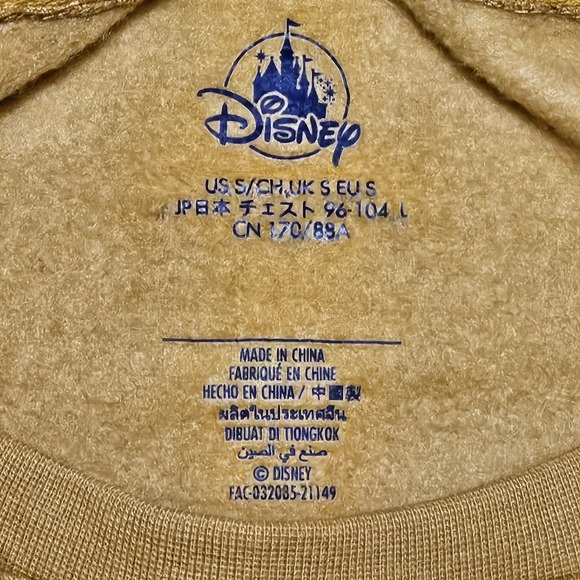 Disney
US S/CH,UK S EU S
JP日本 チェスト 96-104 L
CN 170/88A
MADE IN CHINA
FABRIQUÉ EN CHINE
HECHO EN CHINA / 中國製
ผลิตในประเทศจีน
DIBUAT DI TIONGKOK
صنع في الصين
© DISNEY
FAC-032085-21149